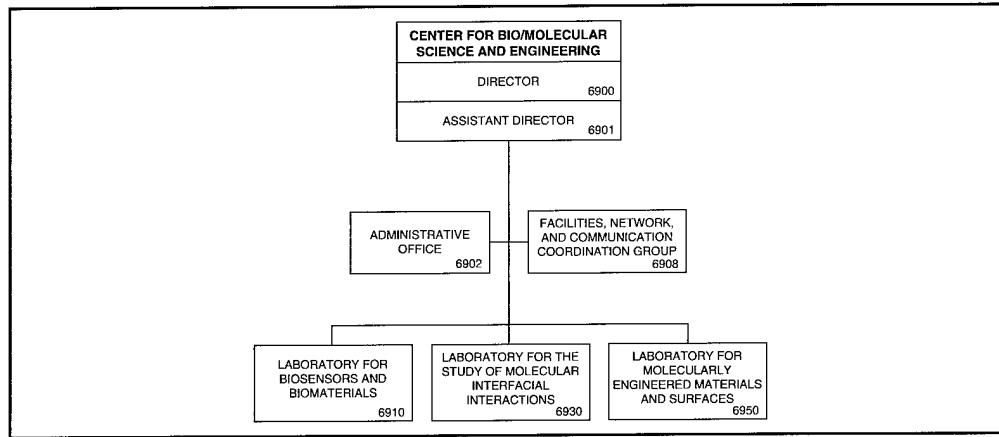 CENTER FOR BIO/MOLECULAR
SCIENCE AND ENGINEERING
DIRECTOR
6900
ASSISTANT DIRECTOR
6901
ADMINISTRATIVE
OFFICE
6902
FACILITIES, NETWORK,
AND COMMUNICATION
COORDINATION GROUP
6908
LABORATORY FOR
BIOSENSORS AND
BIOMATERIALS
6910
LABORATORY FOR THE
STUDY OF MOLECULAR
INTERFACIAL
INTERACTIONS
6930
LABORATORY FOR
MOLECULARLY
ENGINEERED MATERIALS
AND SURFACES
6950